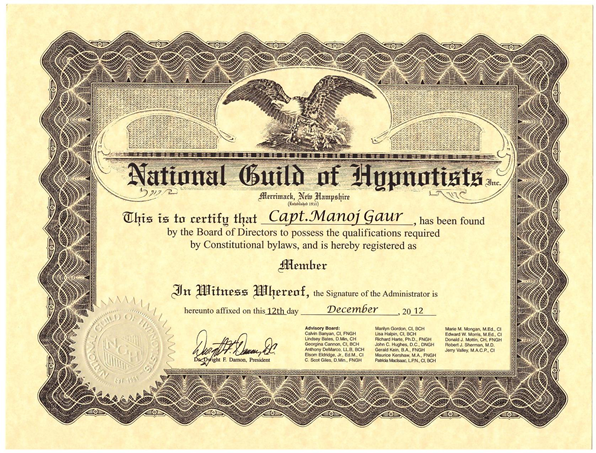 National Guild of Hypnotists, Inc.
Merrimack, New Hampshire
This is to certify that Capt. Manoj Gaur, has been found
by the Board of Directors to possess the qualifications required
by Constitutional bylaws, and is hereby registered as
Member
In Witness Whereof, the Signature of the Administrator is
hereunto affixed on this 12th day December 2012
Dr. Dwight F. Damon, President
Advisory Board:
Calvin Banyan, CI, FNGH
Lindsey Bates, D.Min, CH
Georgina Cannon, CI, BCH
Anthony DeMarco, LL.B, BCH
Elsom Eldridge, Jr., Ed.M., CI
C. Scot Giles, D.Min., FNGH
Marilyn Gordon, CI, BCH
Lisa Halpin, CI, BCH
Richard Harte, Ph.D., FNGH
John C. Hughes, D.C., DNGH
Gerald Kein, B.A., FNGH
Maurice Kershaw, M.A., FNGH
Patricia MacIsaac, L.P.N, CI, BCH
Marie M. Mongan, M.Ed., CI
Edward W. Morris, M.Ed, CI
Donald J. Mottin, CH, FNGH
Robert J. Sherman, M.D.
Jerry Valley, M.A.C., CI